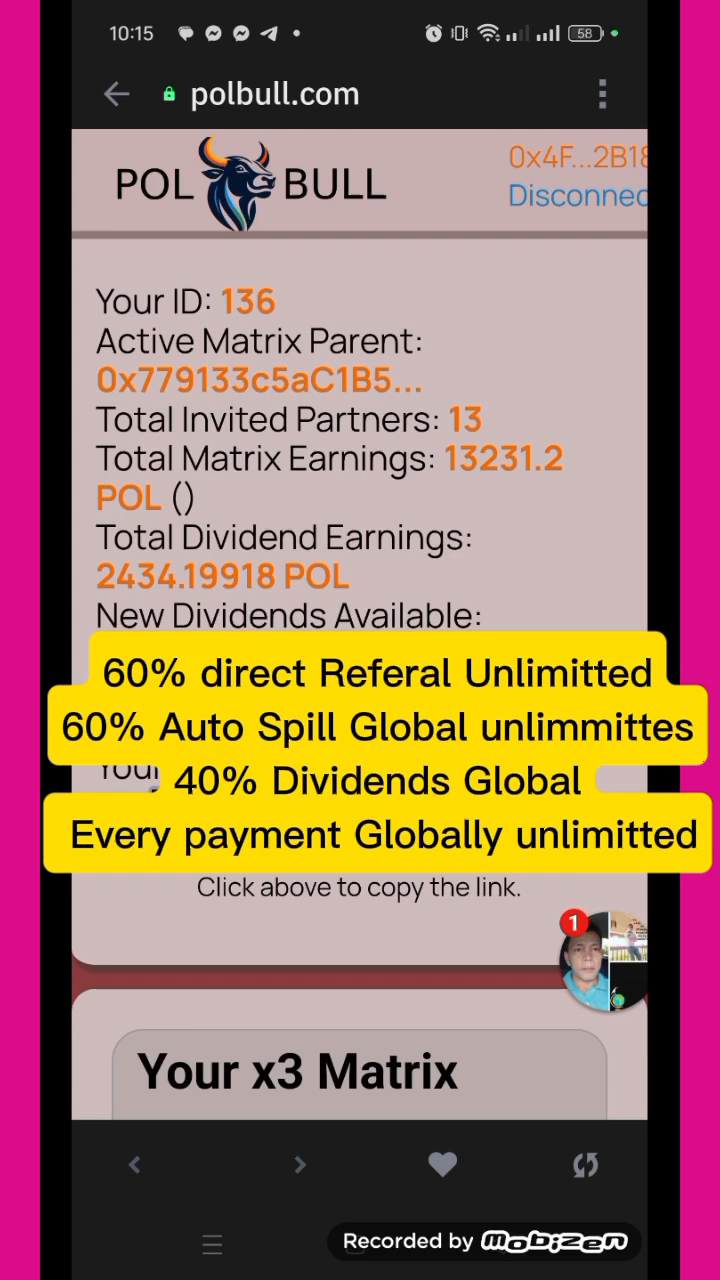 10:15
58
polbull.com
POL BULL
0x4F...2B18
Disconnec
Your ID: 136
Active Matrix Parent:
0x779133c5aC1B5...
Total Invited Partners: 13
Total Matrix Earnings: 13231.2
POL ()
Total Dividend Earnings:
2434.19918 POL
New Dividends Available:
60% direct Referal Unlimitted
60% Auto Spill Global unlimmittes
Your
40% Dividends Global
Every payment Globally unlimitted
Click above to copy the link.
1
Your x3 Matrix
Recorded by mobizen